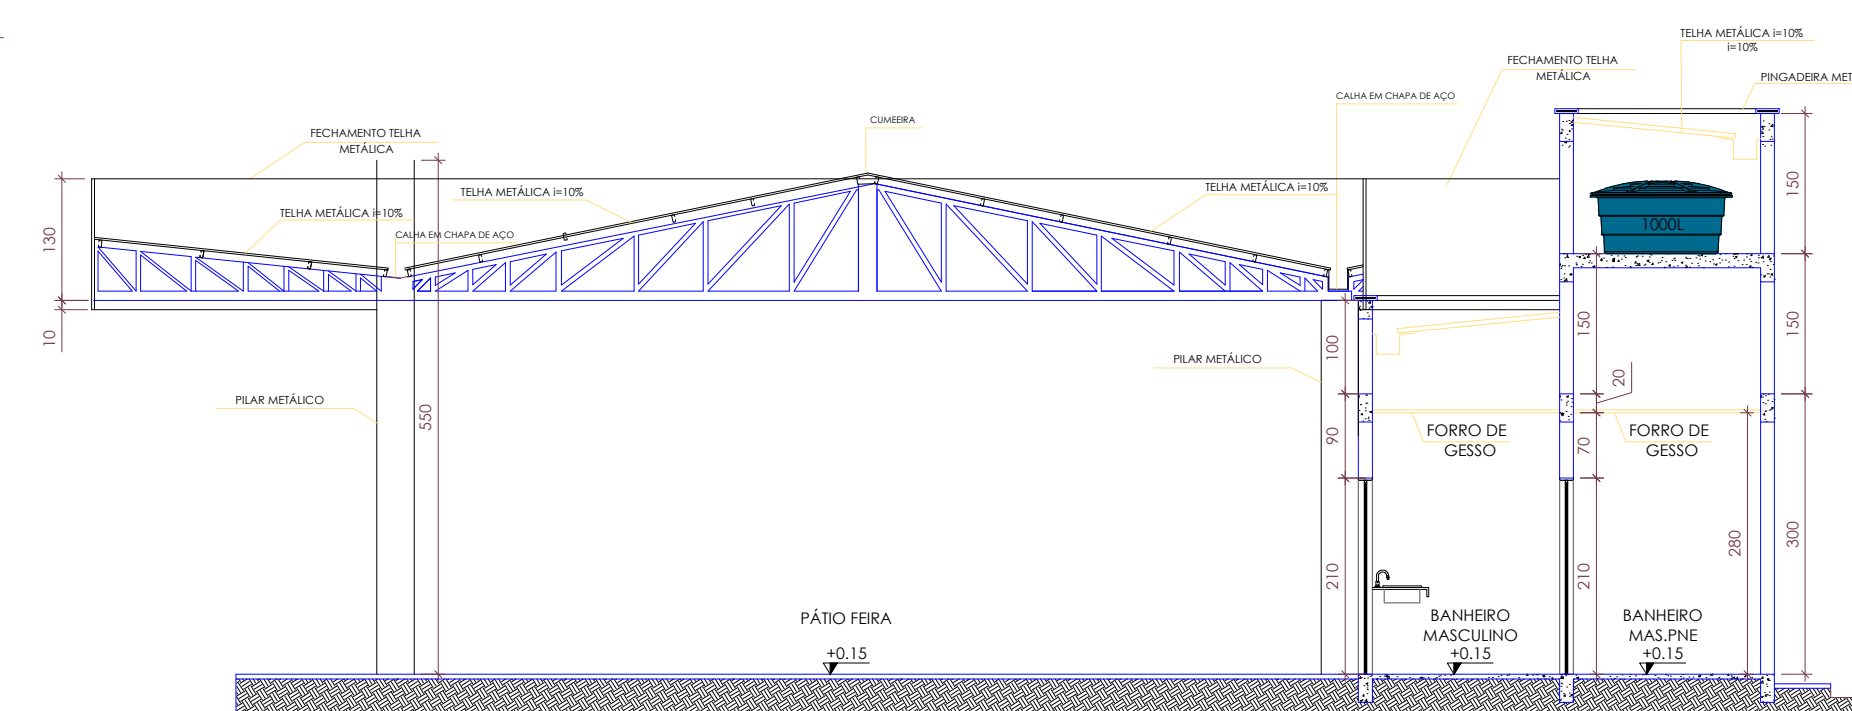 TELHA METÁLICA i=10%
i=10%
FECHAMENTO TELHA
METÁLICA
PINGADEIRA MET
CALHA EM CHAPA DE AÇO
CUMEEIRA
FECHAMENTO TELHA
METÁLICA
TELHA METÁLICA i=10%
TELHA METÁLICA i=10%
TELHA METÁLICA i=10%
CALHA EM CHAPA DE AÇO
1000L
130
10
150
150
150
100
20
PILAR METÁLICO
PILAR METÁLICO
550
90
70
FORRO DE
GESSO
FORRO DE
GESSO
280
300
210
210
PÁTIO FEIRA
+0.15
BANHEIRO
MASCULINO
+0.15
BANHEIRO
MAS.PNE
+0.15